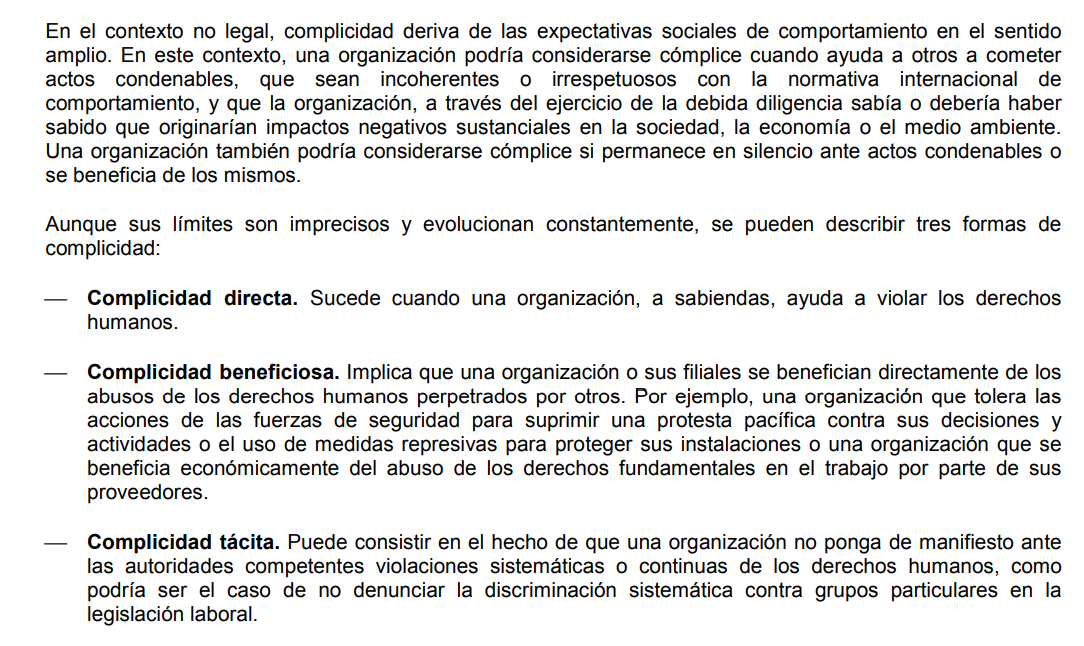 En el contexto no legal, complicidad deriva de las expectativas sociales de comportamiento en el sentido
amplio. En este contexto, una organización podría considerarse cómplice cuando ayuda a otros a cometer
actos condenables, que sean incoherentes o irrespetuosos con la normativa internacional de
comportamiento, y que la organización, a través del ejercicio de la debida diligencia sabía o debería haber
sabido que originarían impactos negativos sustanciales en la sociedad, la economía o el medio ambiente.
Una organización también podría considerarse cómplice si permanece en silencio ante actos condenables o
se beneficia de los mismos.
Aunque sus límites son imprecisos y evolucionan constantemente, se pueden describir tres formas de
complicidad:
— Complicidad directa. Sucede cuando una organización, a sabiendas, ayuda a violar los derechos
humanos.
— Complicidad beneficiosa. Implica que una organización o sus filiales se benefician directamente de los
abusos de los derechos humanos perpetrados por otros. Por ejemplo, una organización que tolera las
acciones de las fuerzas de seguridad para suprimir una protesta pacífica contra sus decisiones y
actividades o el uso de medidas represivas para proteger sus instalaciones o una organización que se
beneficia económicamente del abuso de los derechos fundamentales en el trabajo por parte de sus
proveedores.
— Complicidad tácita. Puede consistir en el hecho de que una organización no ponga de manifiesto ante
las autoridades competentes violaciones sistemáticas o continuas de los derechos humanos, como
podría ser el caso de no denunciar la discriminación sistemática contra grupos particulares en la
legislación laboral.